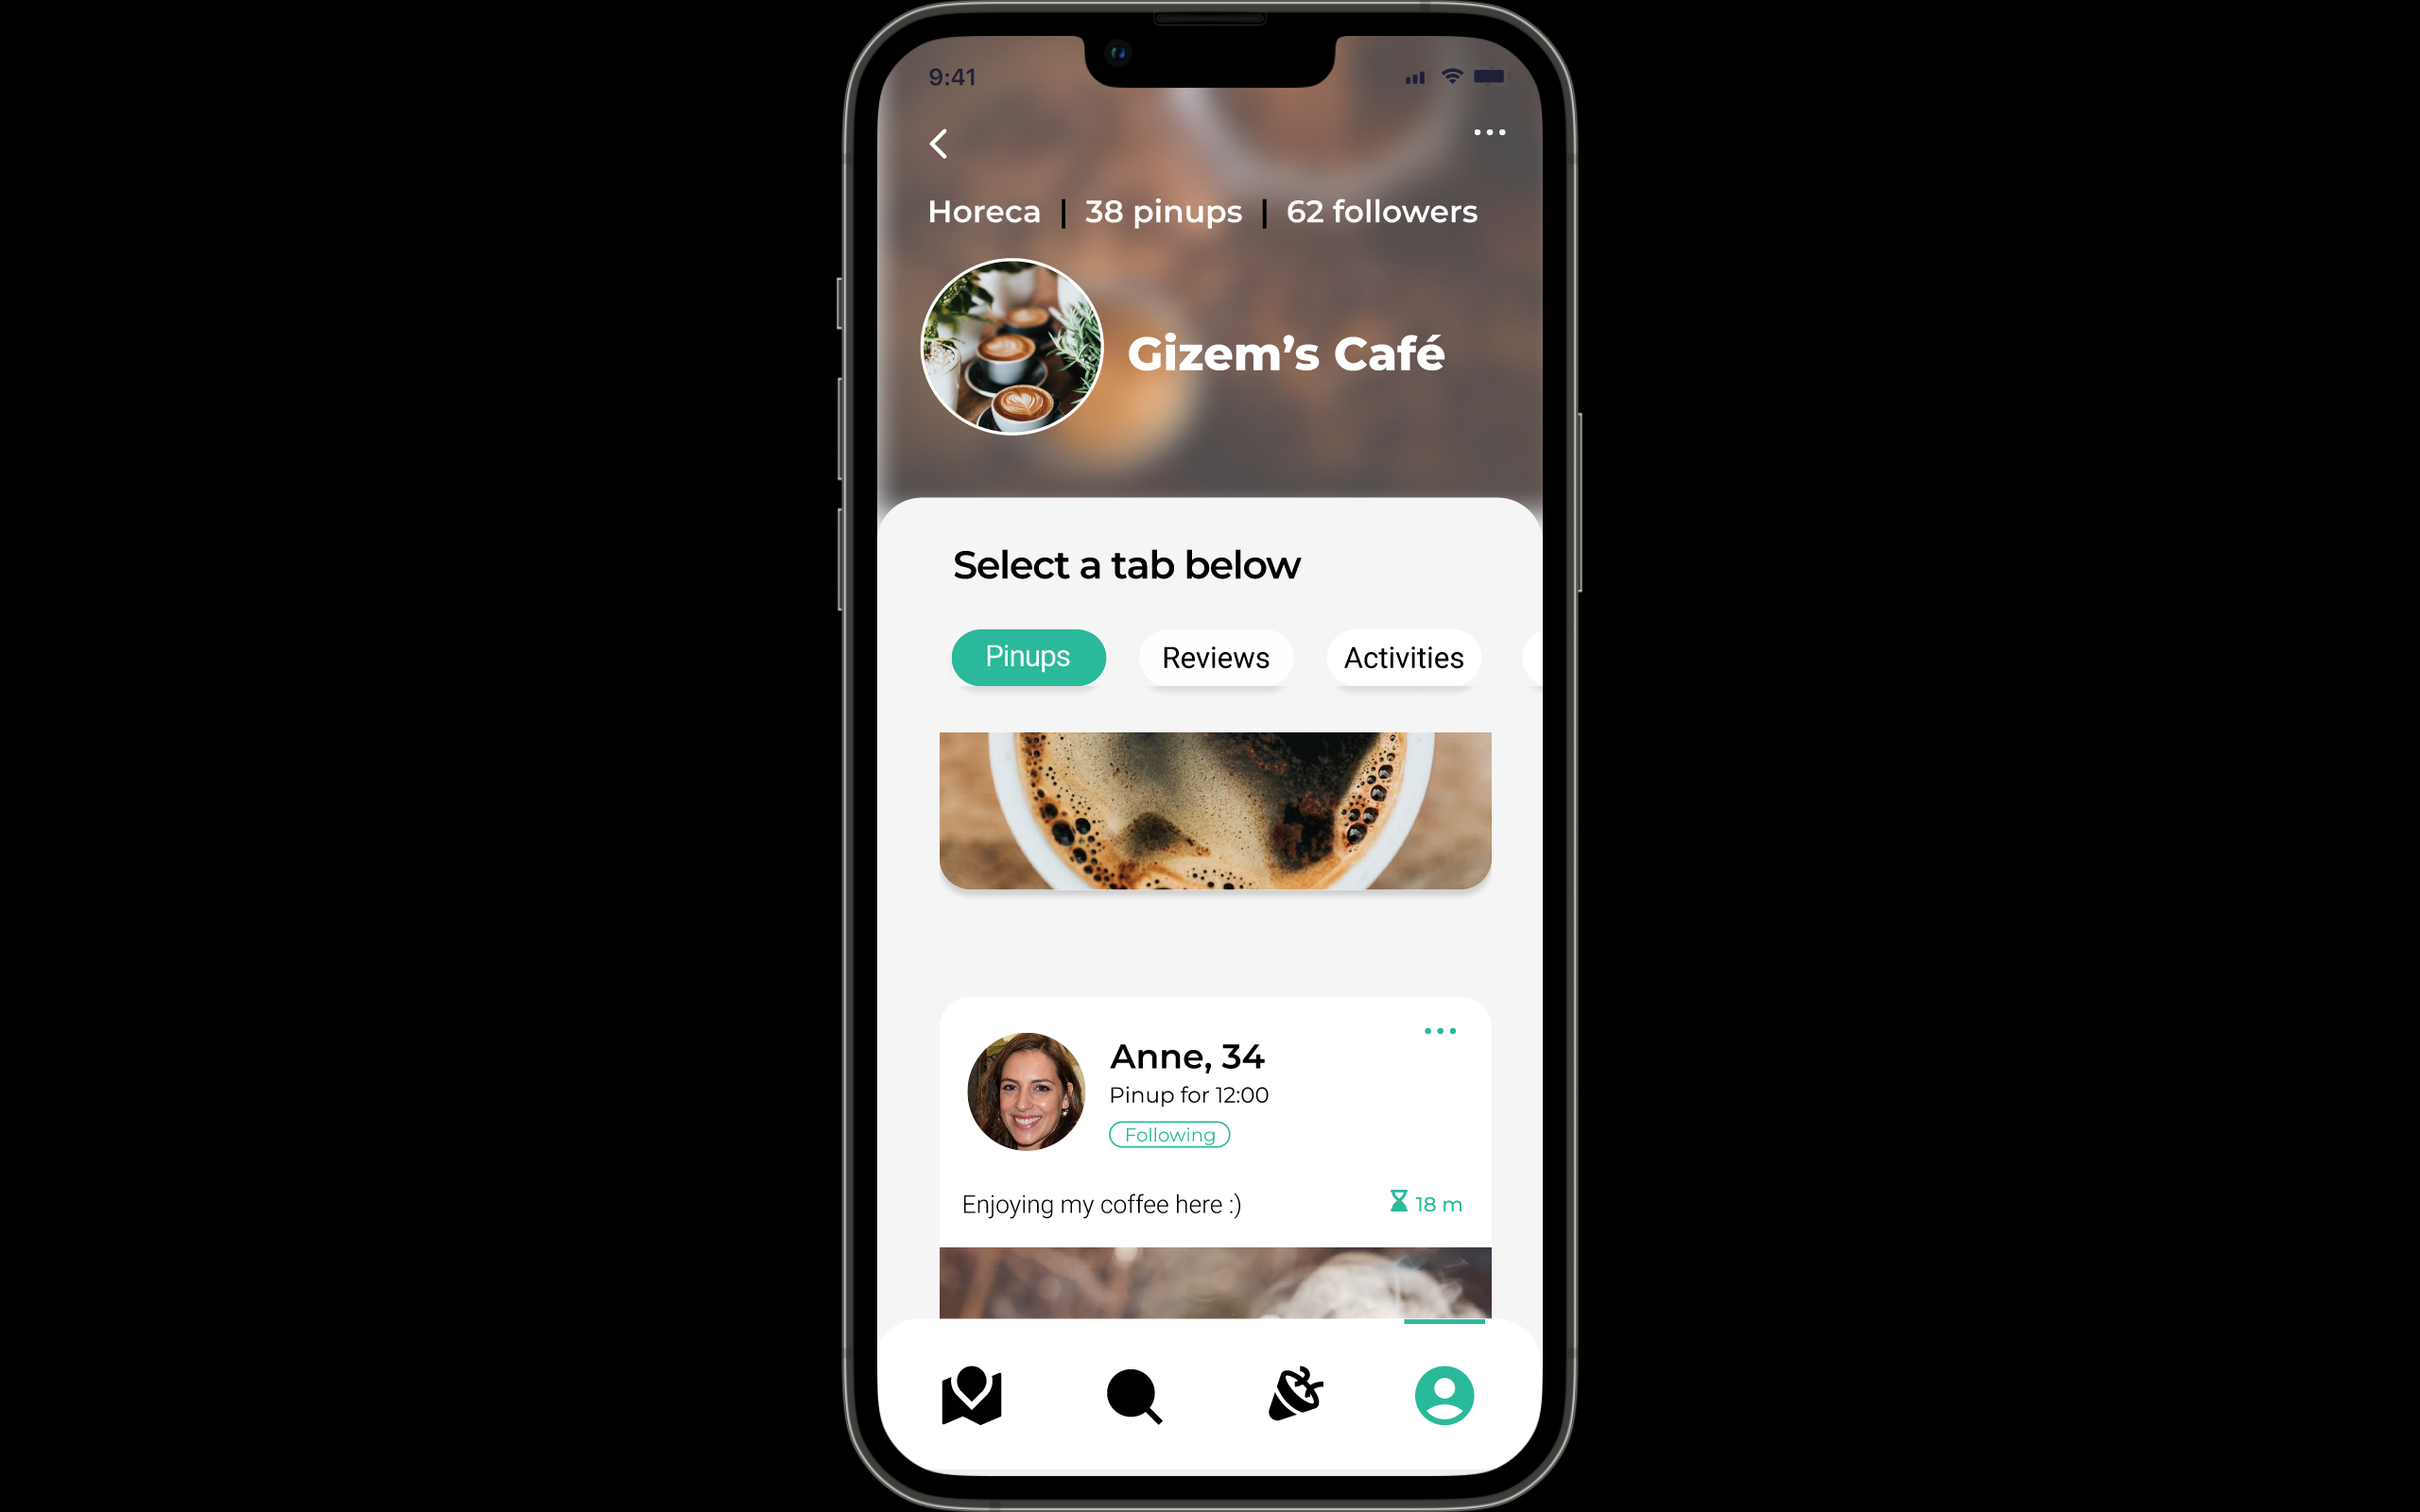 9:41
Horeca | 38 pinups | 62 followers
Gizem’s Café
Select a tab below
Pinups
Reviews
Activities
Anne, 34
Pinup for 12:00
Following
Enjoying my coffee here :)
18 m